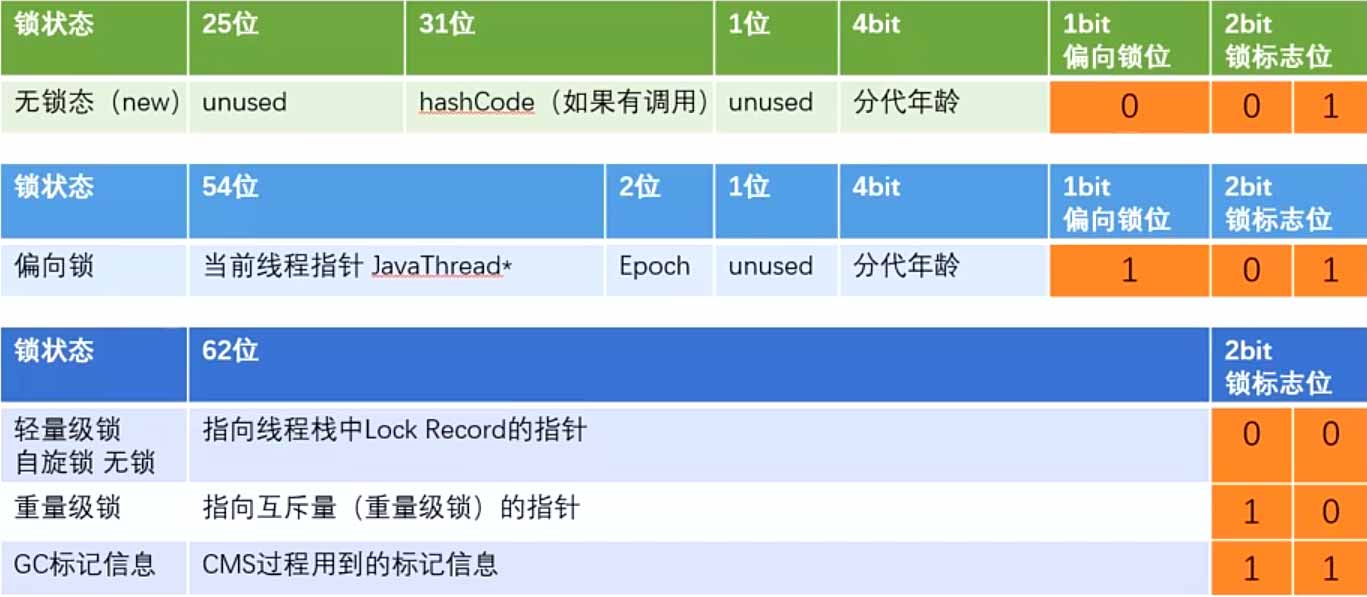 锁状态 25位 31位 1位 4bit 1bit 2bit
偏向锁位 锁标志位
无锁态（new） unused hashCode（如果有调用） unused 分代年龄 0 0 1
锁状态 54位 2位 1位 4bit 1bit 2bit
偏向锁位 锁标志位
偏向锁 当前线程指针 JavaThread* Epoch unused 分代年龄 1 0 1
锁状态 62位 2bit
锁标志位
轻量级锁 指向线程栈中Lock Record的指针 0 0
自旋锁 无锁
重量级锁 指向互斥量（重量级锁）的指针 1 0
GC标记信息 CMS过程用到的标记信息 1 1